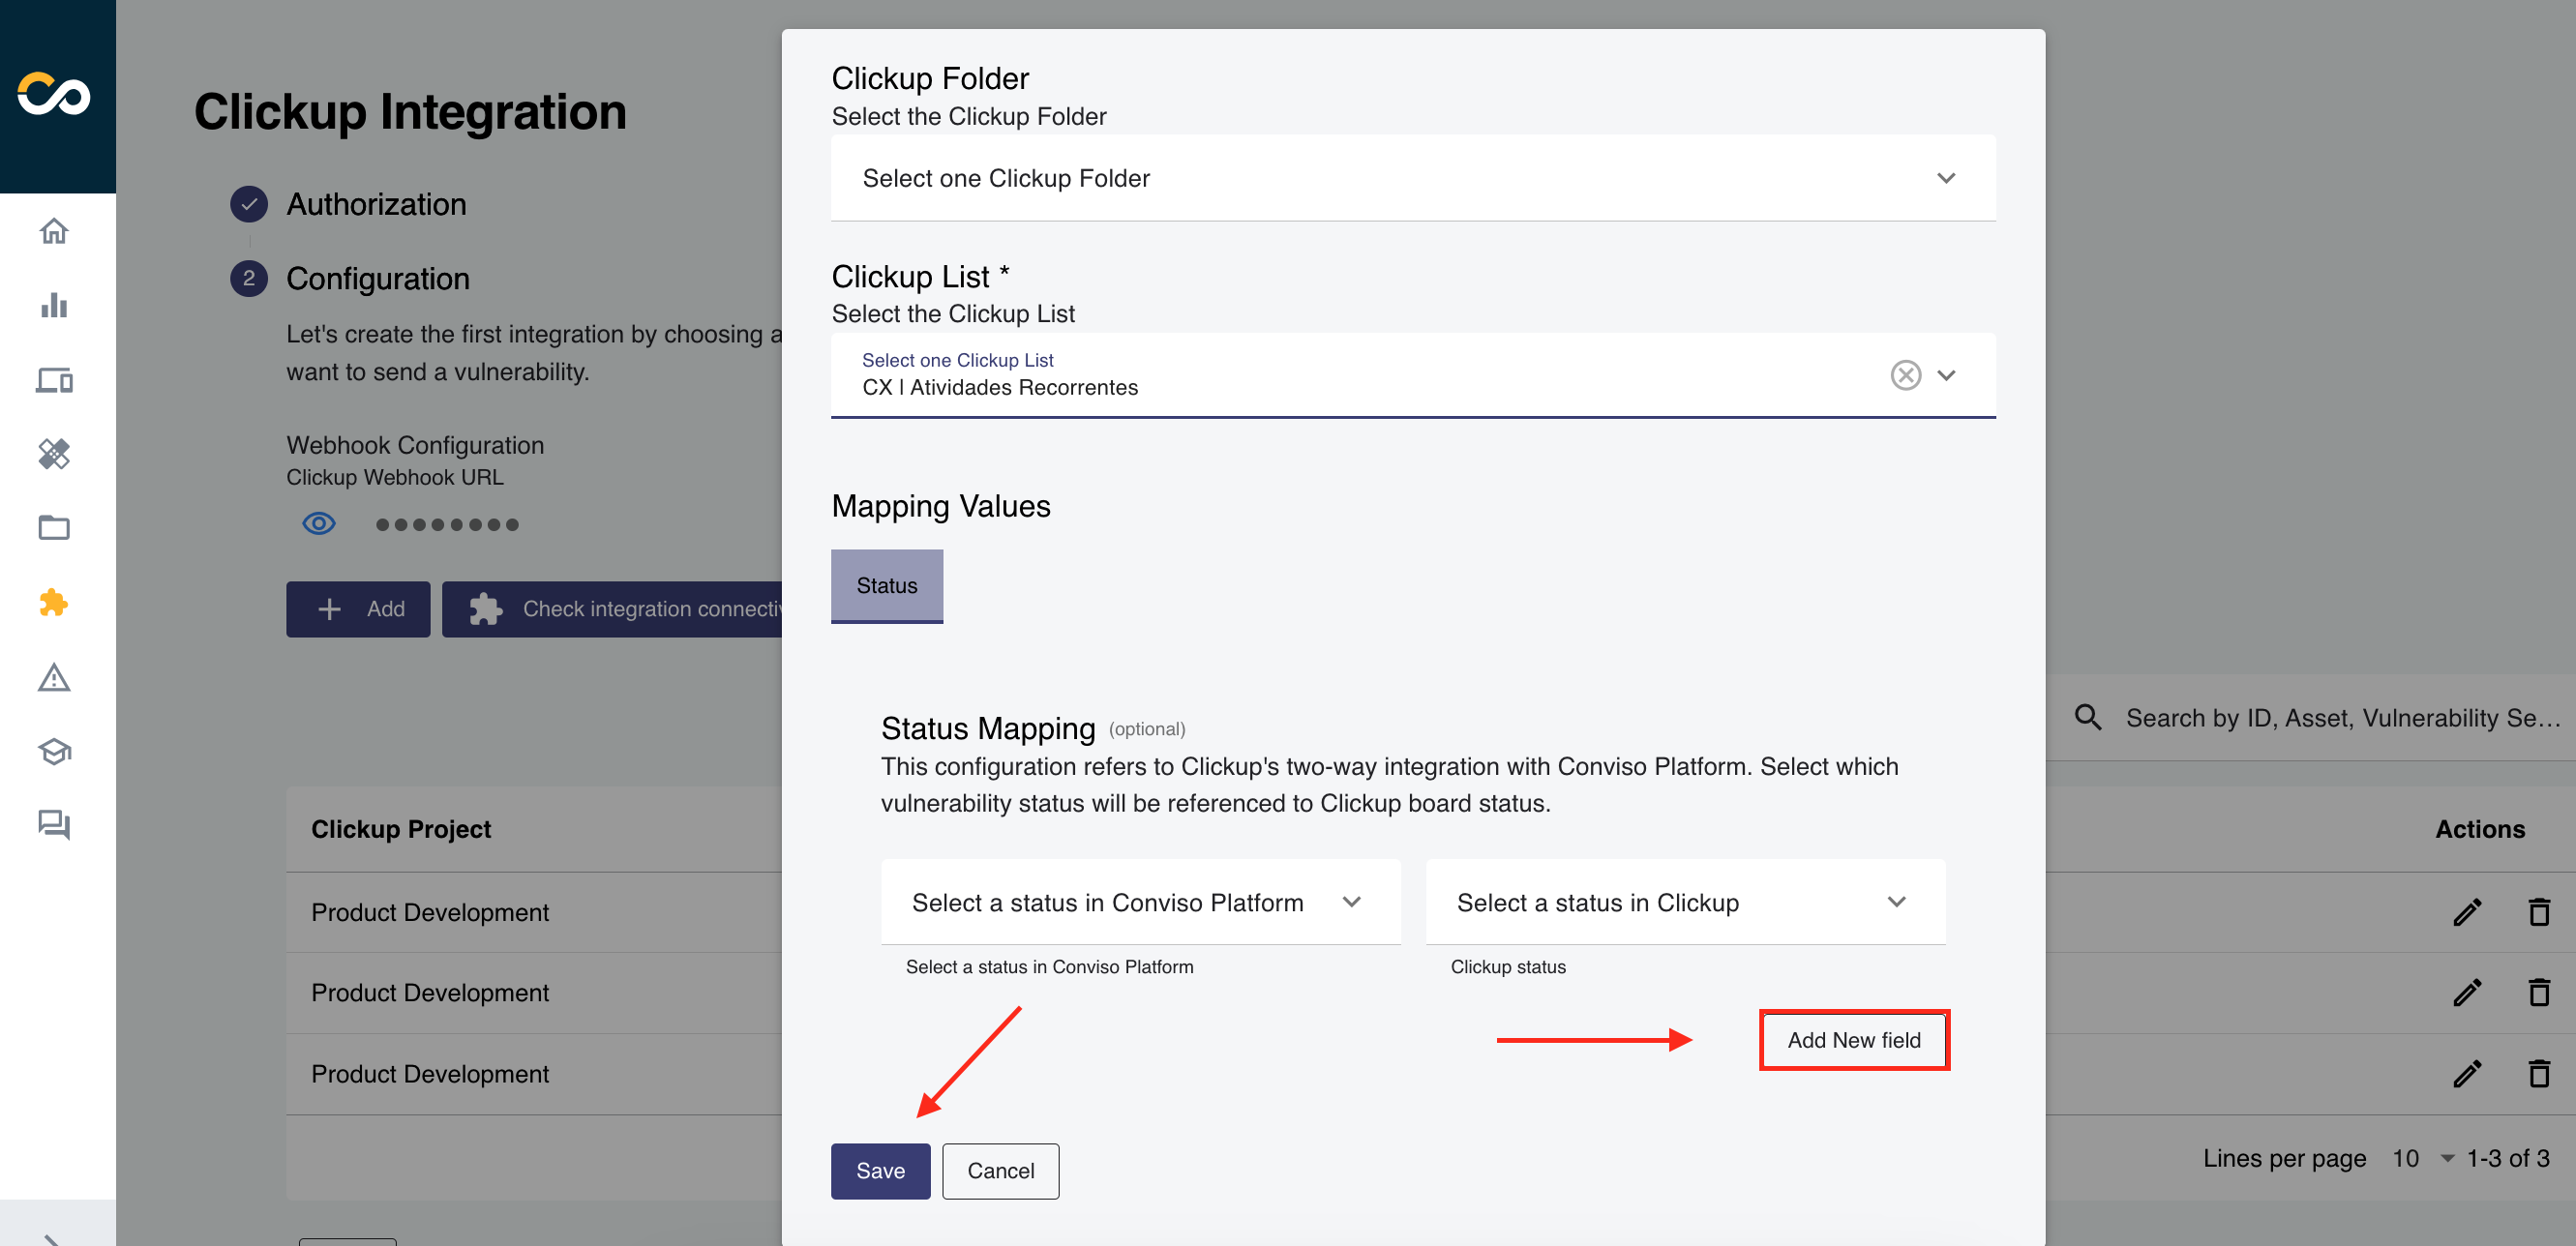 Clickup Integration
Authorization
2
Configuration
Let's create the first integration by choosing a
want to send a vulnerability.
Webhook Configuration
Clickup Webhook URL
Add
Check integration
Clickup Project
Product Development
Product Development
Product Development
Clickup Folder
Select the Clickup Folder
Select one Clickup Folder
Clickup List *
Select the Clickup List
Select one Clickup List
CX | Atividades Recorrentes
Mapping Values
Status
Status Mapping (optional)
This configuration refers to Clickup's two-way integration with Conviso Platform. Select which
vulnerability status will be referenced to Clickup board status.
Select a status in Conviso Platform
Select a status in Clickup
Select a status in Conviso Platform
Clickup status
Add New field
Save
Cancel
Search by ID, Asset, Vulnerability Se...
Actions
Lines per page 10 1-3 of 3